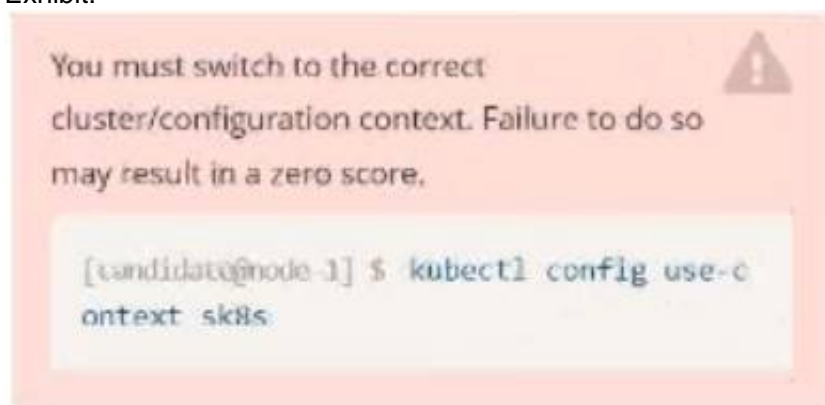 Exhibit:
You must switch to the correct
cluster/configuration context. Failure to do so
may result in a zero score.
[candidate@node-1] $ kubectl config use-c
ontext sk8s